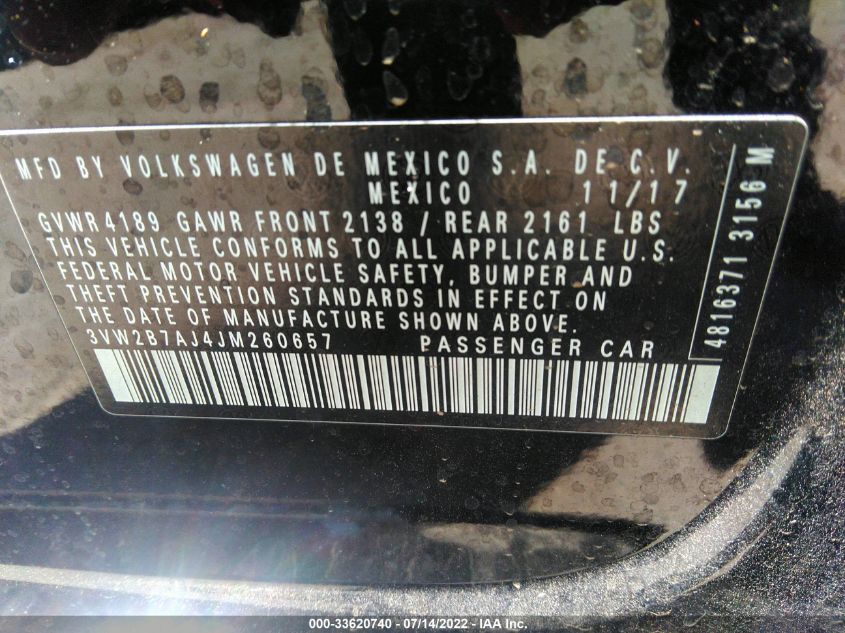 MFD BY VOLKSWAGEN DE MEXICO S.A. DE C.V.
MEXICO 11/17
GVWR 4189 GAWR FRONT 2138 / REAR 2161 LBS
THIS VEHICLE CONFORMS TO ALL APPLICABLE U.S.
FEDERAL MOTOR VEHICLE SAFETY, BUMPER AND
THEFT PREVENTION STANDARDS IN EFFECT ON
THE DATE OF MANUFACTURE SHOWN ABOVE.
3VW2B7AJ4JM260657 PASSENGER CAR
4816371 3156 M
000-33620740 - 07/14/2022 - IAA Inc.